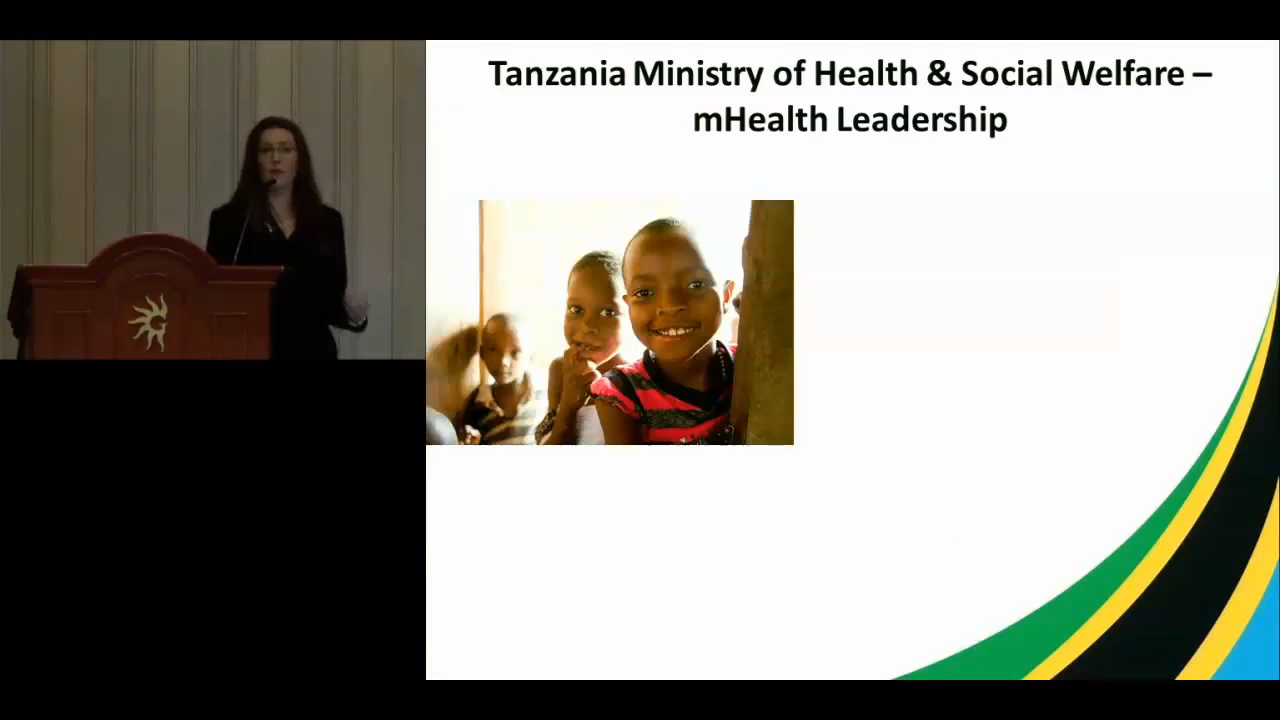 Tanzania Ministry of Health & Social Welfare –
mHealth Leadership